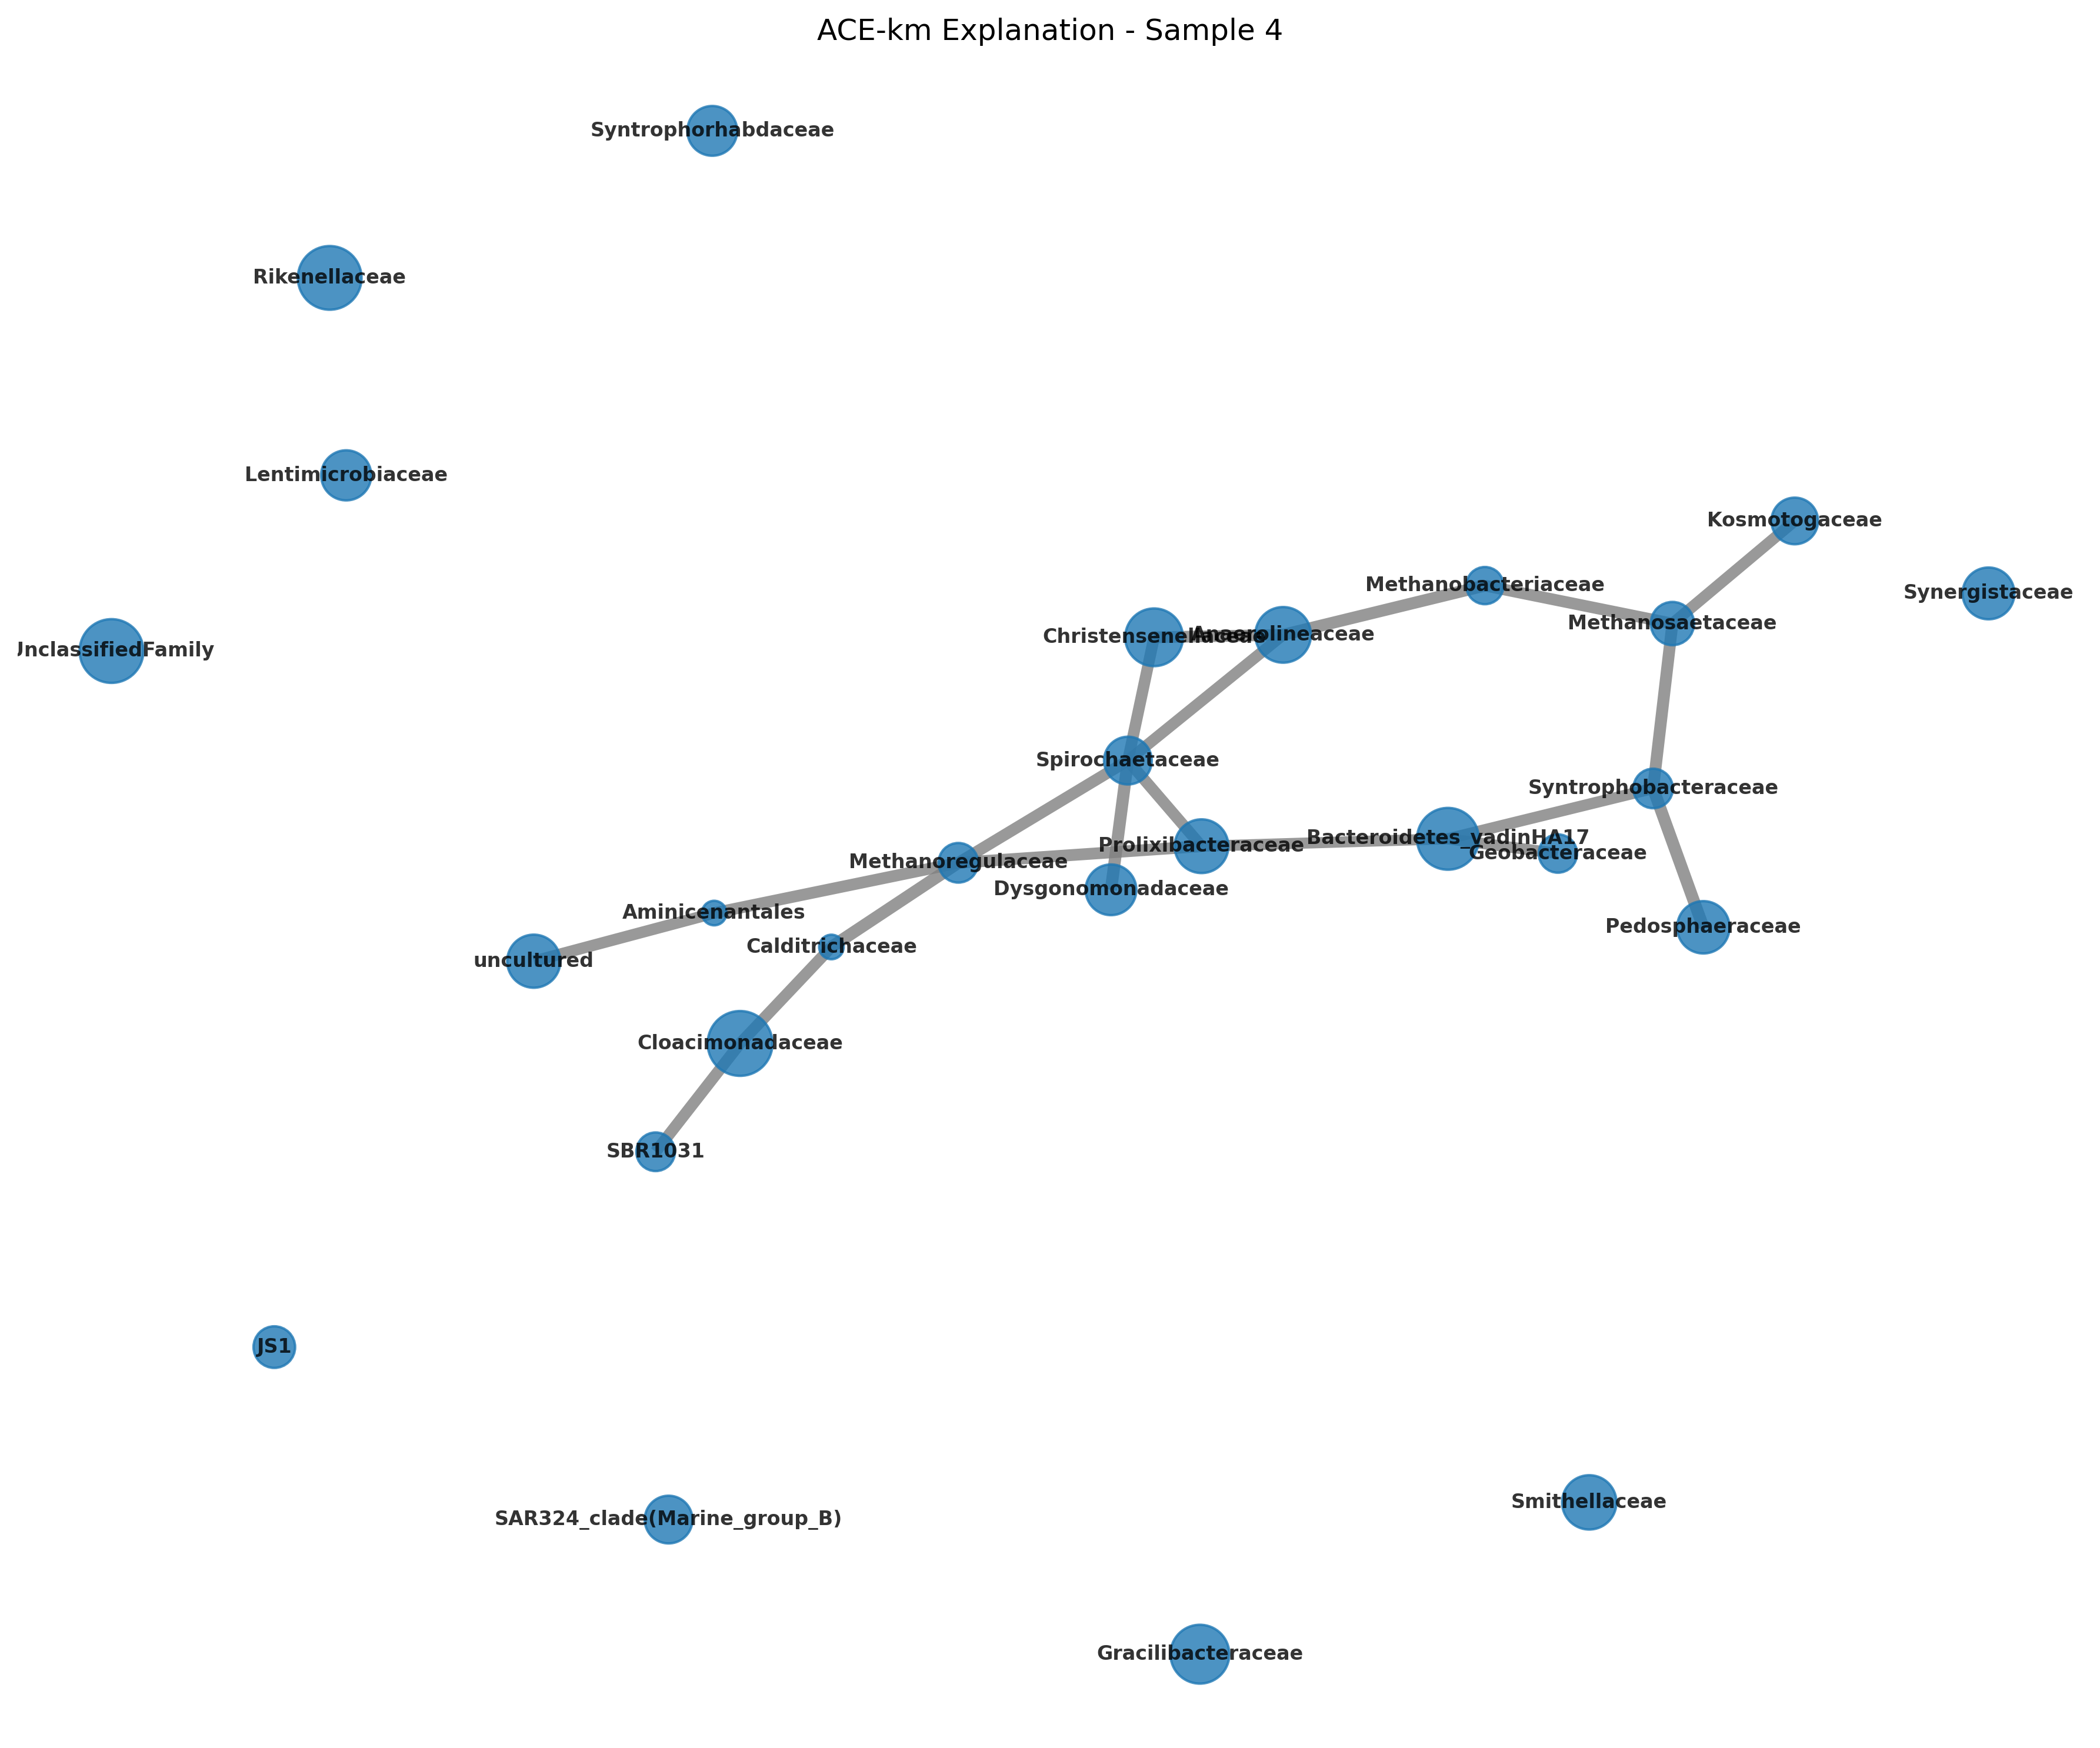 ACE-km Explanation - Sample 4
Syntrophorhabdaceae
Rikenellaceae
Lentimicrobiaceae
Kosmotogaceae
Methanobacteriaceae
Synergistaceae
Methanosaetaceae
Christensenellaceae
Anaerolineaceae
UnclassifiedFamily
Spirochaetaceae
Syntrophobacteraceae
Bacteroidetes_vadinHA17
Prolixibacteraceae
Geobacteraceae
Methanoregulaceae
Dysgonomonadaceae
Aminicenantales
Pedosphaeraceae
Calditrichaceae
uncultured
Cloacimonadaceae
SBR1031
JS1
Smithellaceae
SAR324_clade(Marine_group_B)
Gracilibacteraceae